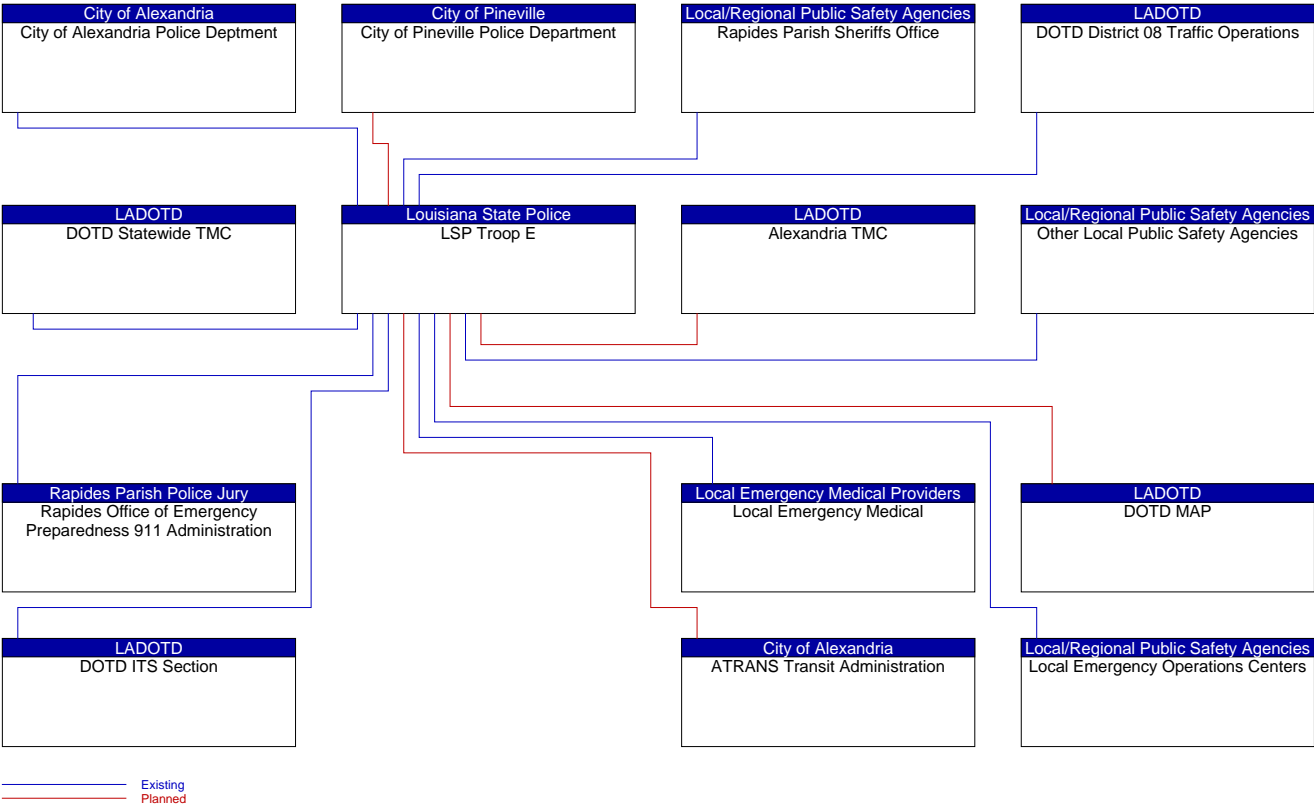 City of Alexandria
City of Alexandria Police Deptment
City of Pineville
City of Pineville Police Department
Local/Regional Public Safety Agencies
Rapides Parish Sheriffs Office
LADOTD
DOTD District 08 Traffic Operations
LADOTD
DOTD Statewide TMC
Louisiana State Police
LSP Troop E
LADOTD
Alexandria TMC
Local/Regional Public Safety Agencies
Other Local Public Safety Agencies
Rapides Parish Police Jury
Rapides Office of Emergency
Preparedness 911 Administration
Local Emergency Medical Providers
Local Emergency Medical
LADOTD
DOTD MAP
LADOTD
DOTD ITS Section
City of Alexandria
ATRANS Transit Administration
Local/Regional Public Safety Agencies
Local Emergency Operations Centers
Existing
Planned